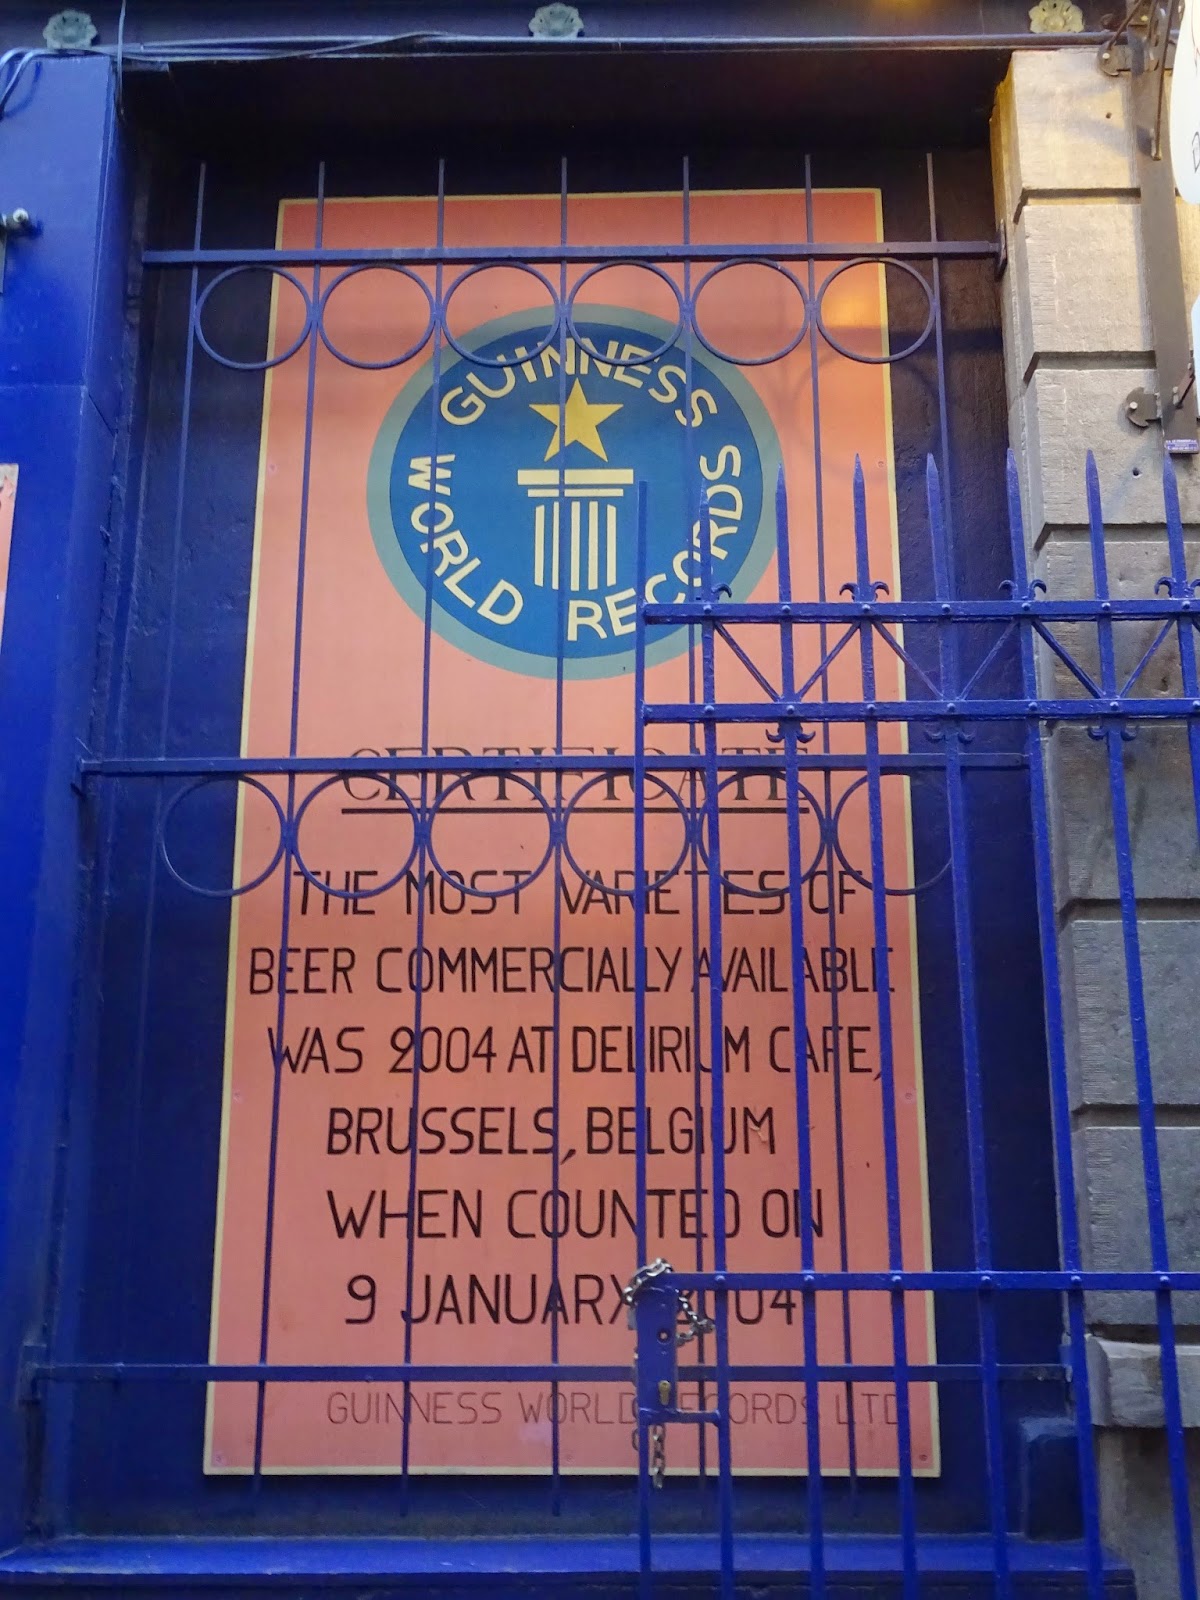 GUINNESS
WORLD RECORDS
CERTIFICATE
THE MOST VARIETES OF
BEER COMMERCIALLY AVAILABLE
WAS 2004 AT DELIRIUM CAFE,
BRUSSELS, BELGIUM
WHEN COUNTED ON
9 JANUARY 2004
GUINNESS WORLD RECORDS LTD